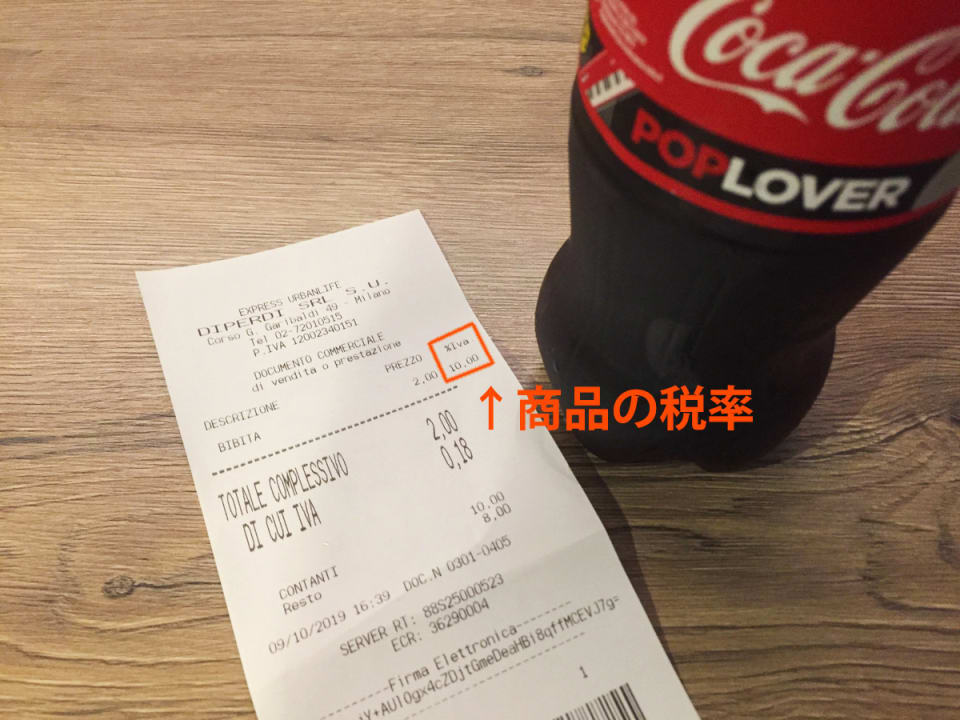 Coca-Cola
POPLOVER
EXPRESS URBANLIFE
DIPERDI SRL S.U.
Corso G. Garibaldi 49 - Milano
Tel 02-72010515
P.IVA 12002340151
DOCUMENTO COMMERCIALE
di vendita o prestazione
DESCRIZIONE PREZZO %Iva
BIBITA 2,00 10.00
↑商品の税率
TOTALE COMPLESSIVO 2,00
DI CUI IVA 0,18
CONTANTI 10,00
Resto 8,00
09/10/2019 16:39 DOC.N 0301-0405
SERVER RT: 88S25000523
ECR: 36290004
Firma Elettronica
1